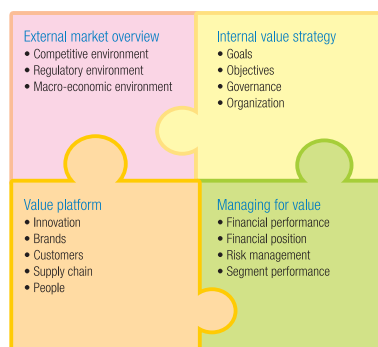 External market overview
• Competitive environment
• Regulatory environment
• Macro-economic environment
Internal value strategy
• Goals
• Objectives
• Governance
• Organization
Value platform
• Innovation
• Brands
• Customers
• Supply chain
• People
Managing for value
• Financial performance
• Financial position
• Risk management
• Segment performance